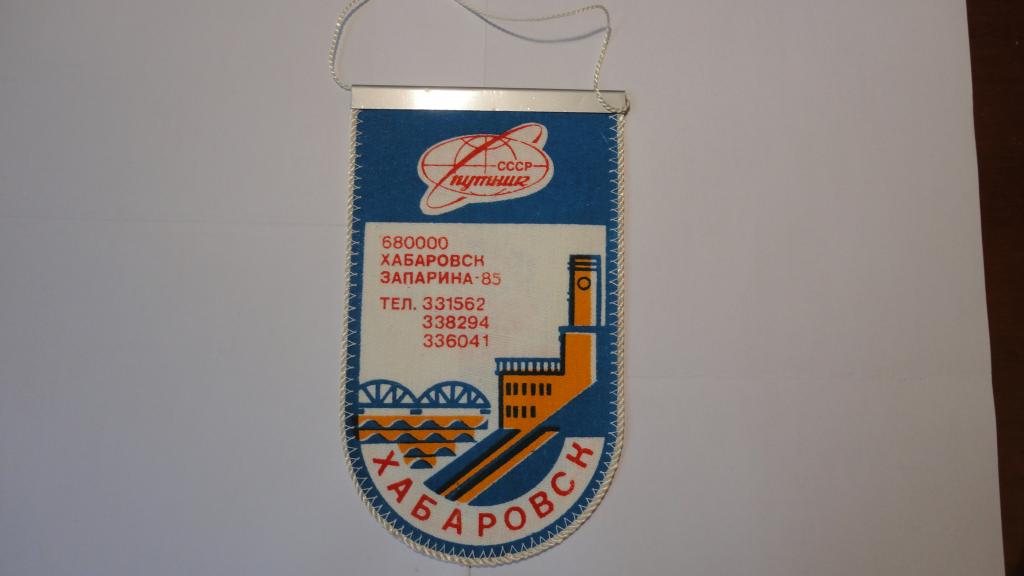 СССР
Спутник
680000
ХАБАРОВСК
ЗАПАРИНА-85
ТЕЛ. 331562
338294
336041
ХАБАРОВСК